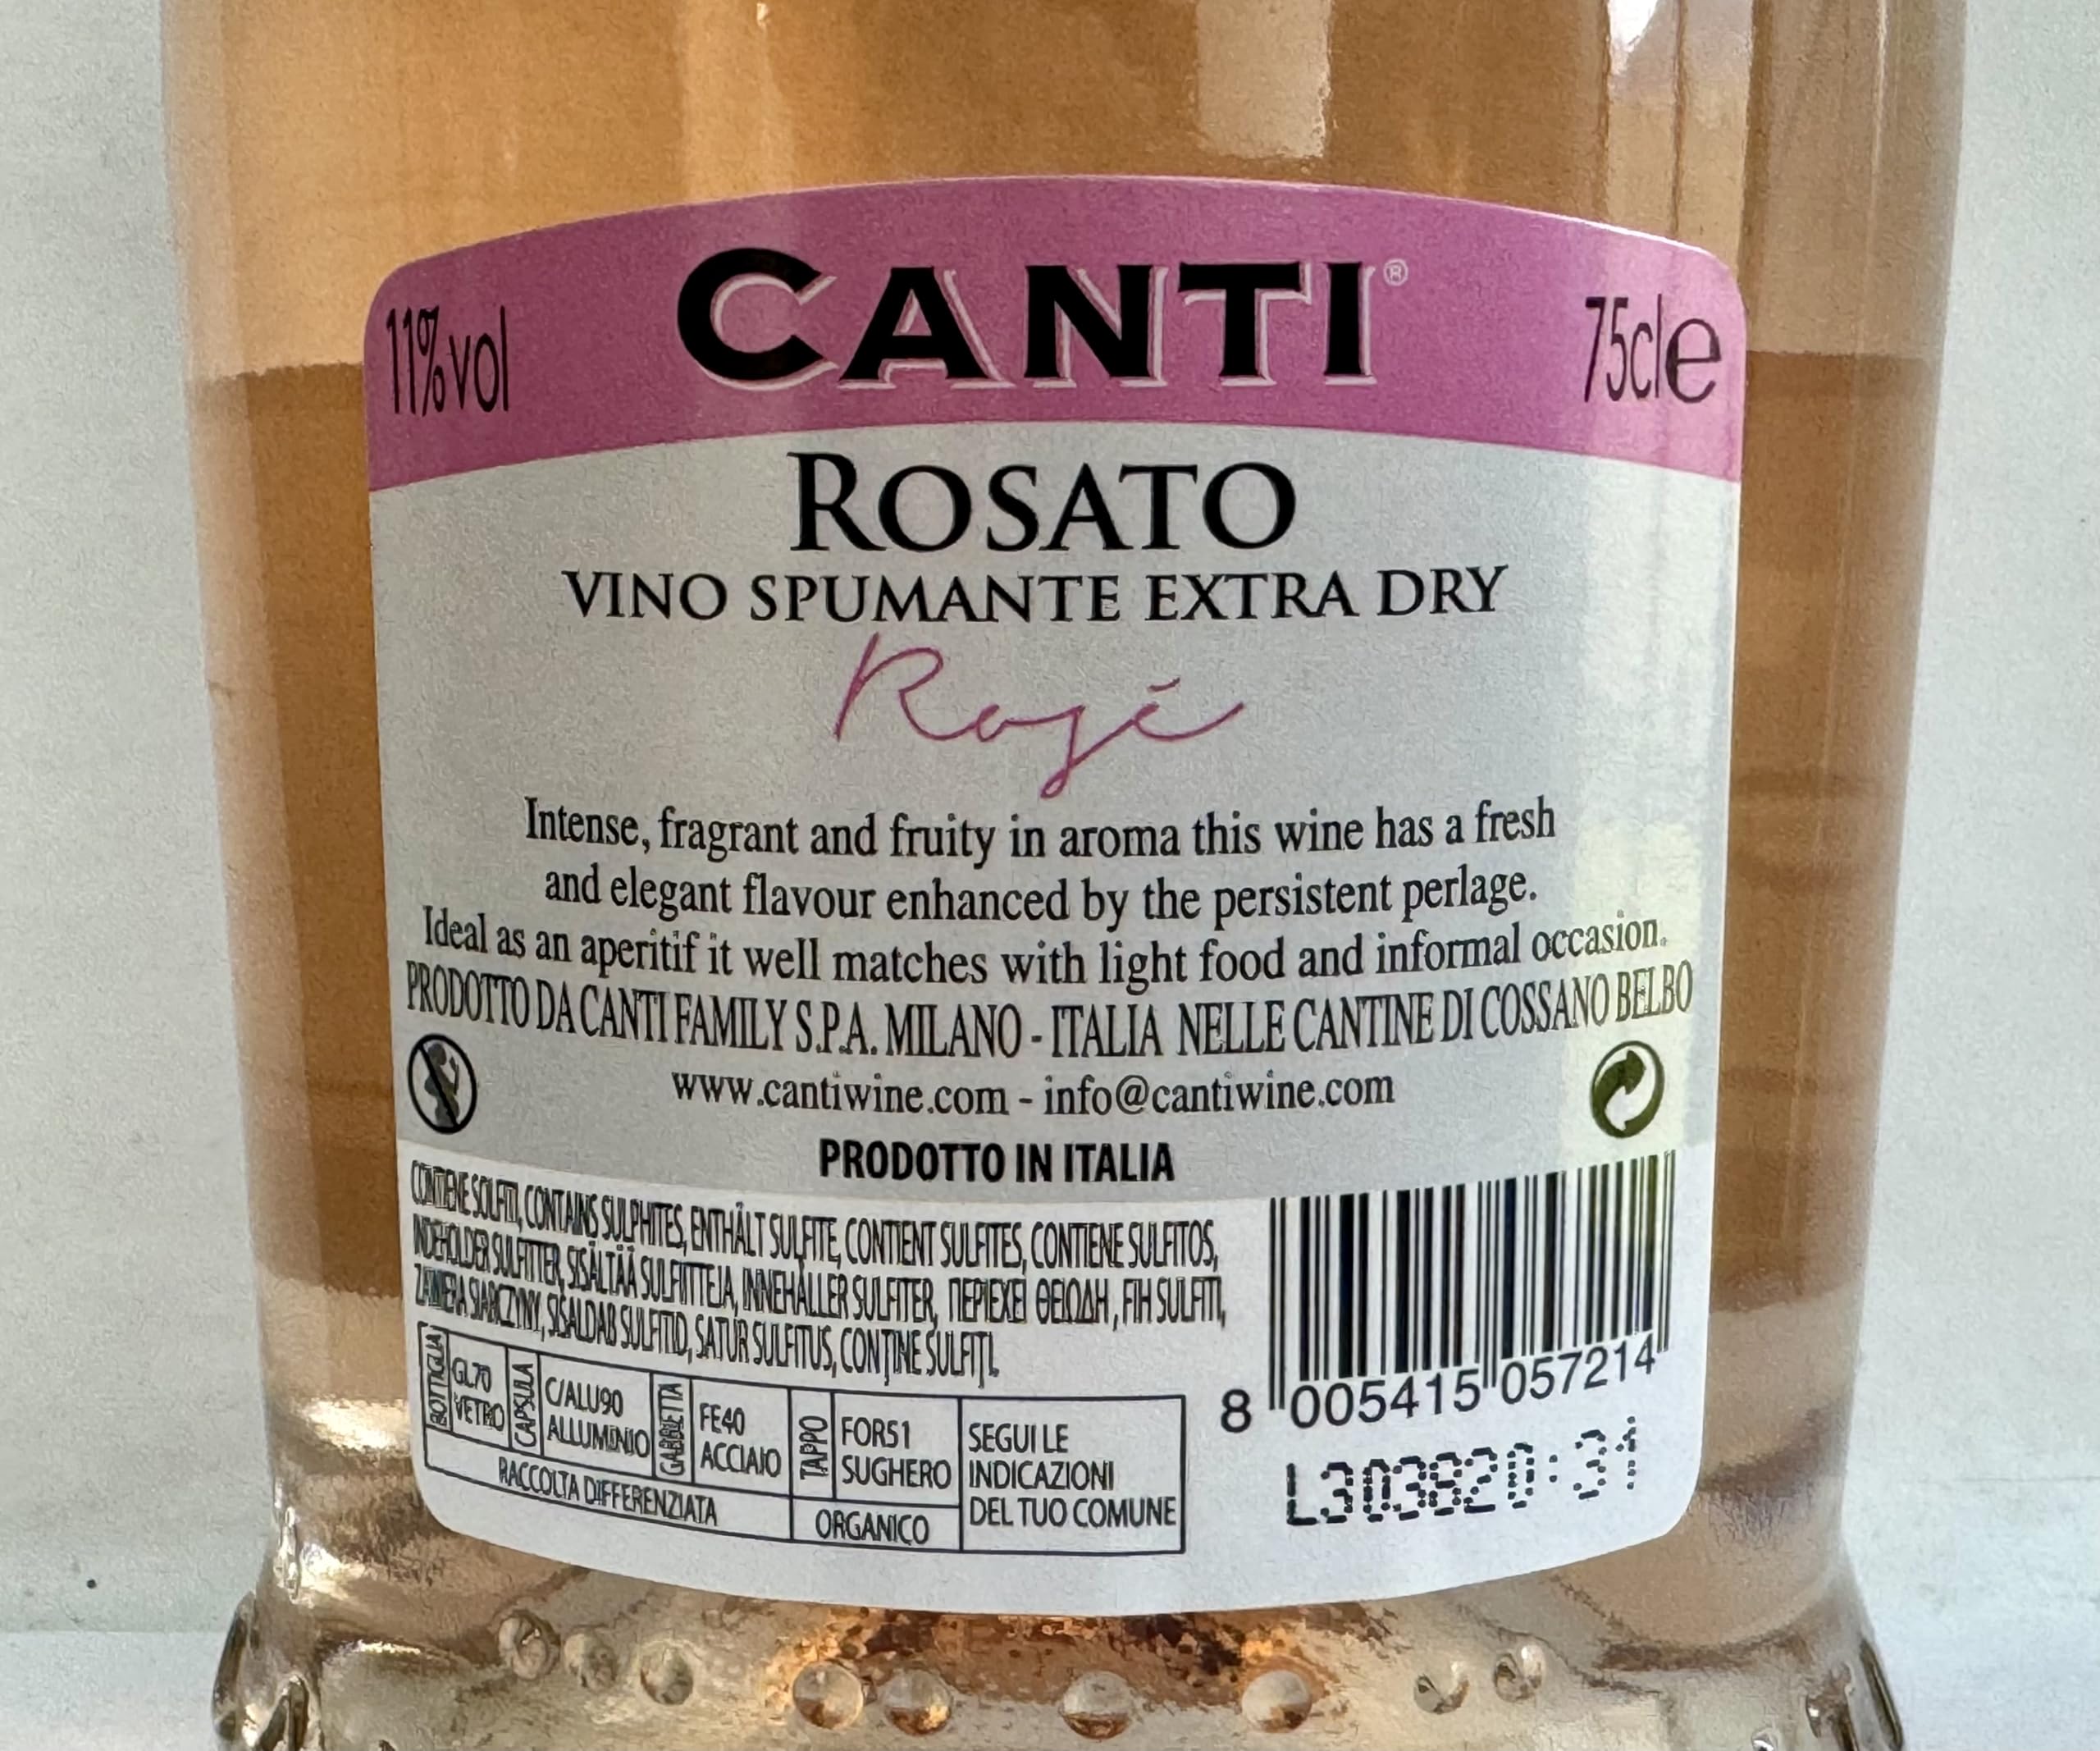 CANTI®
11%vol
75cl e
ROSATO
VINO SPUMANTE EXTRA DRY
Rosé
Intense, fragrant and fruity in aroma this wine has a fresh
and elegant flavour enhanced by the persistent perlage.
Ideal as an aperitif it well matches with light food and informal occasion.
PRODOTTO DA CANTI FAMILY S.P.A. MILANO - ITALIA NELLE CANTINE DI COSSANO BELBO
www.cantiwine.com - info@cantiwine.com
PRODOTTO IN ITALIA
CONTIENE SOLFITI, CONTAINS SULPHITES, ENTHÄLT SULFITE, CONTIENT SULFITES, CONTIENE SULFITOS,
INDEHOLDER SULFITTER, SISÄLTÄÄ SULFIITTEJA, INNEHÅLLER SULFITER, ΠΕΡΙΕΧΕΙ ΘΕΙΩΔΗ, FIH SULFITI,
ZAWIERA SIARCZYNY, SISALDAB SULFITID, SATUR SULFITUS, CONȚINE SULFIȚI.
BOTTIGLIA
GL70
VETRO
CAPSULA
C/ALU90
ALLUMINIO
GABBIETTA
FE40
ACCIAIO
TAPPO
FOR51
SUGHERO
SEGUI LE
INDICAZIONI
DEL TUO COMUNE
RACCOLTA DIFFERENZIATA
ORGANICO
8 005415 057214
L303820:31